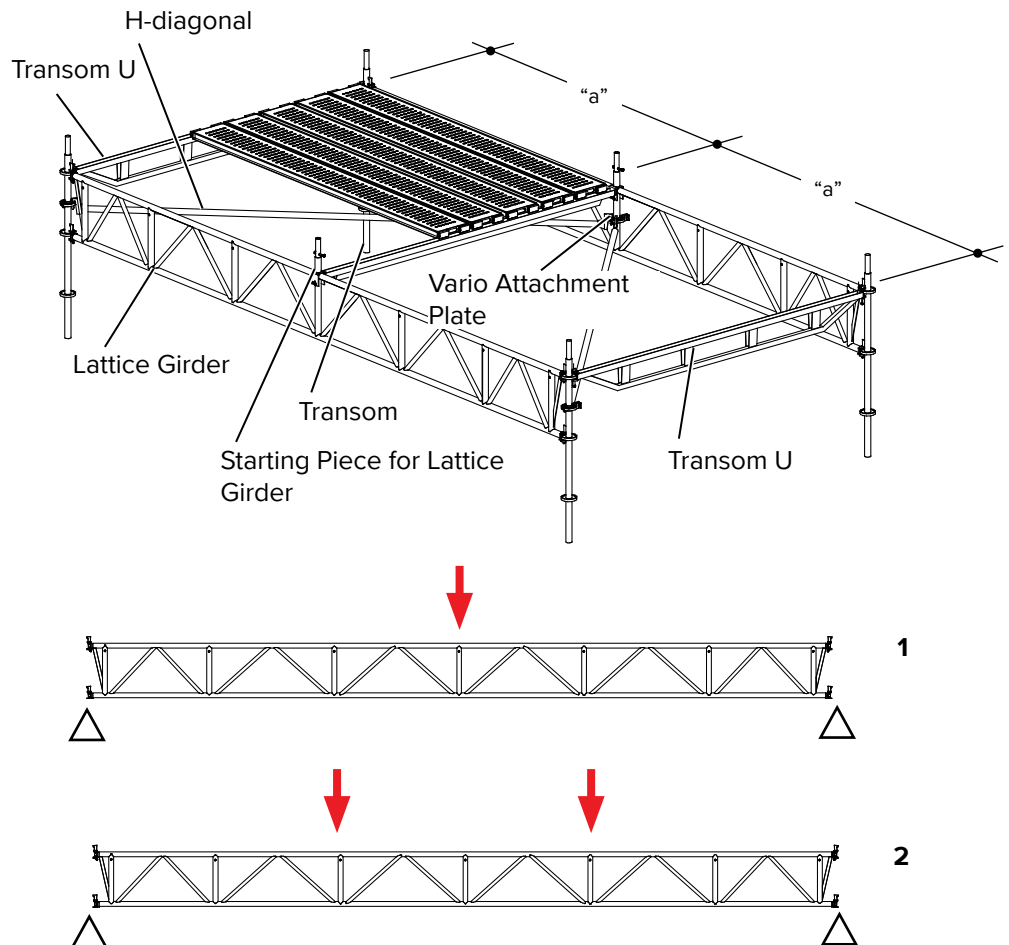 H-diagonal
Transom U
“a”
“a”
Vario Attachment
Plate
Lattice Girder
Transom
Starting Piece for Lattice
Girder
Transom U
1
2